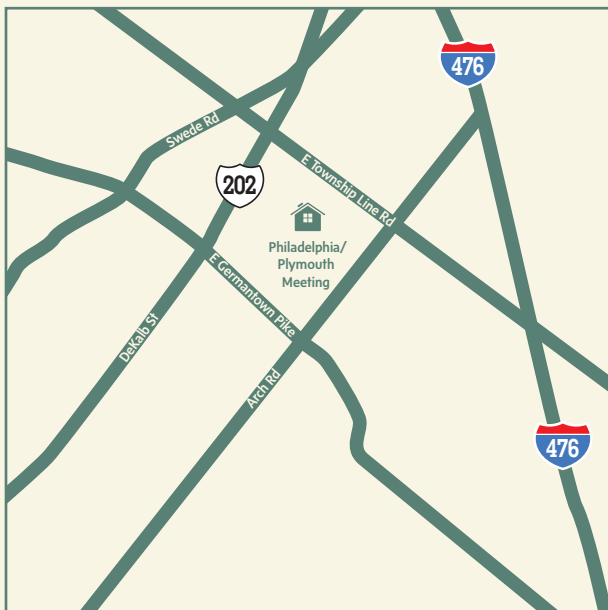 476
Swede Rd
E Township Line Rd
202
Philadelphia/
Plymouth
Meeting
E Germantown Pike
DeKalb St
Arch Rd
476